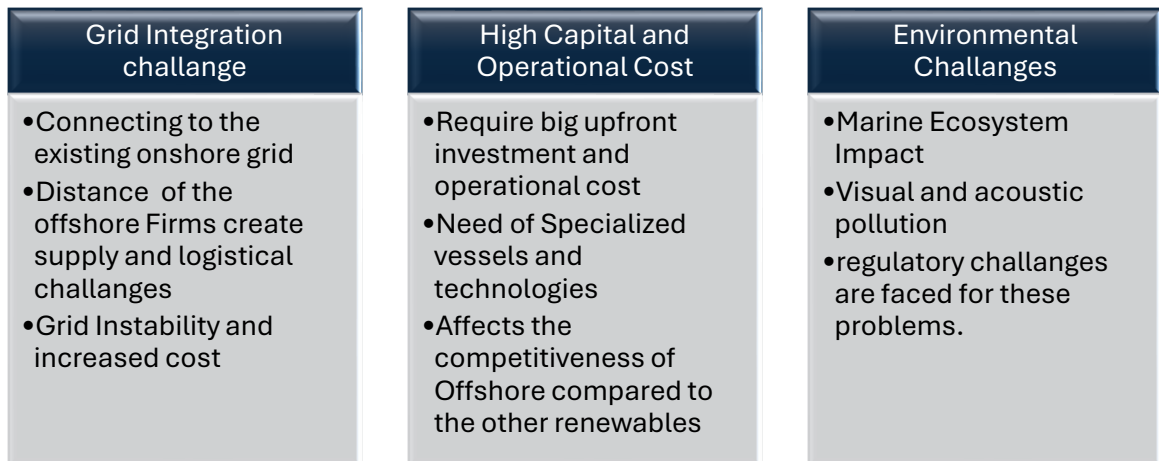 Grid Integration
challange
•Connecting to the
existing onshore grid
•Distance of the
offshore Firms create
supply and logistical
challanges
•Grid Instability and
increased cost
High Capital and
Operational Cost
•Require big upfront
investment and
operational cost
•Need of Specialized
vessels and
technologies
•Affects the
competitiveness of
Offshore compared to
the other renewables
Environmental
Challanges
•Marine Ecosystem
Impact
•Visual and acoustic
pollution
•regulatory challanges
are faced for these
problems.